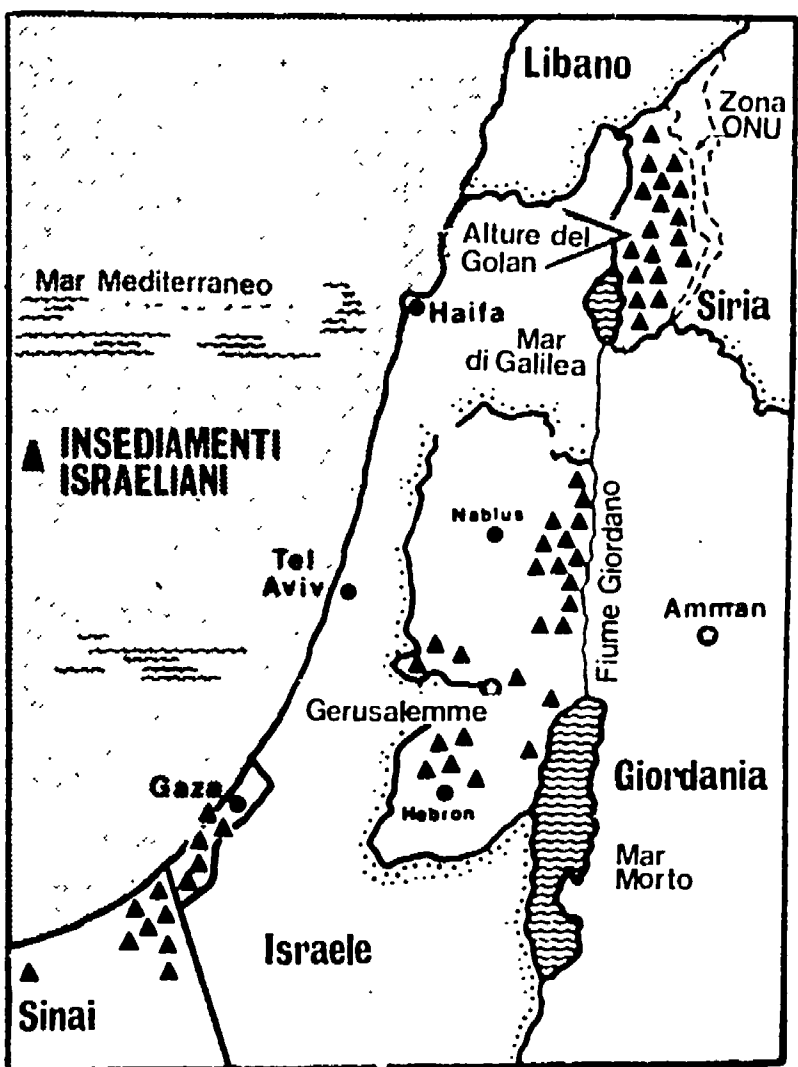 Libano
Zona
ONU
Alture del
Golan
Mar Mediterraneo
Haifa
Siria
Mar
di Galilea
INSEDIAMENTI
ISRAELIANI
Nablus
Tel
Aviv
Fiume Giordano
Amman
Gerusalemme
Giordania
Gaza
Hebron
Mar
Morto
Israele
Sinai